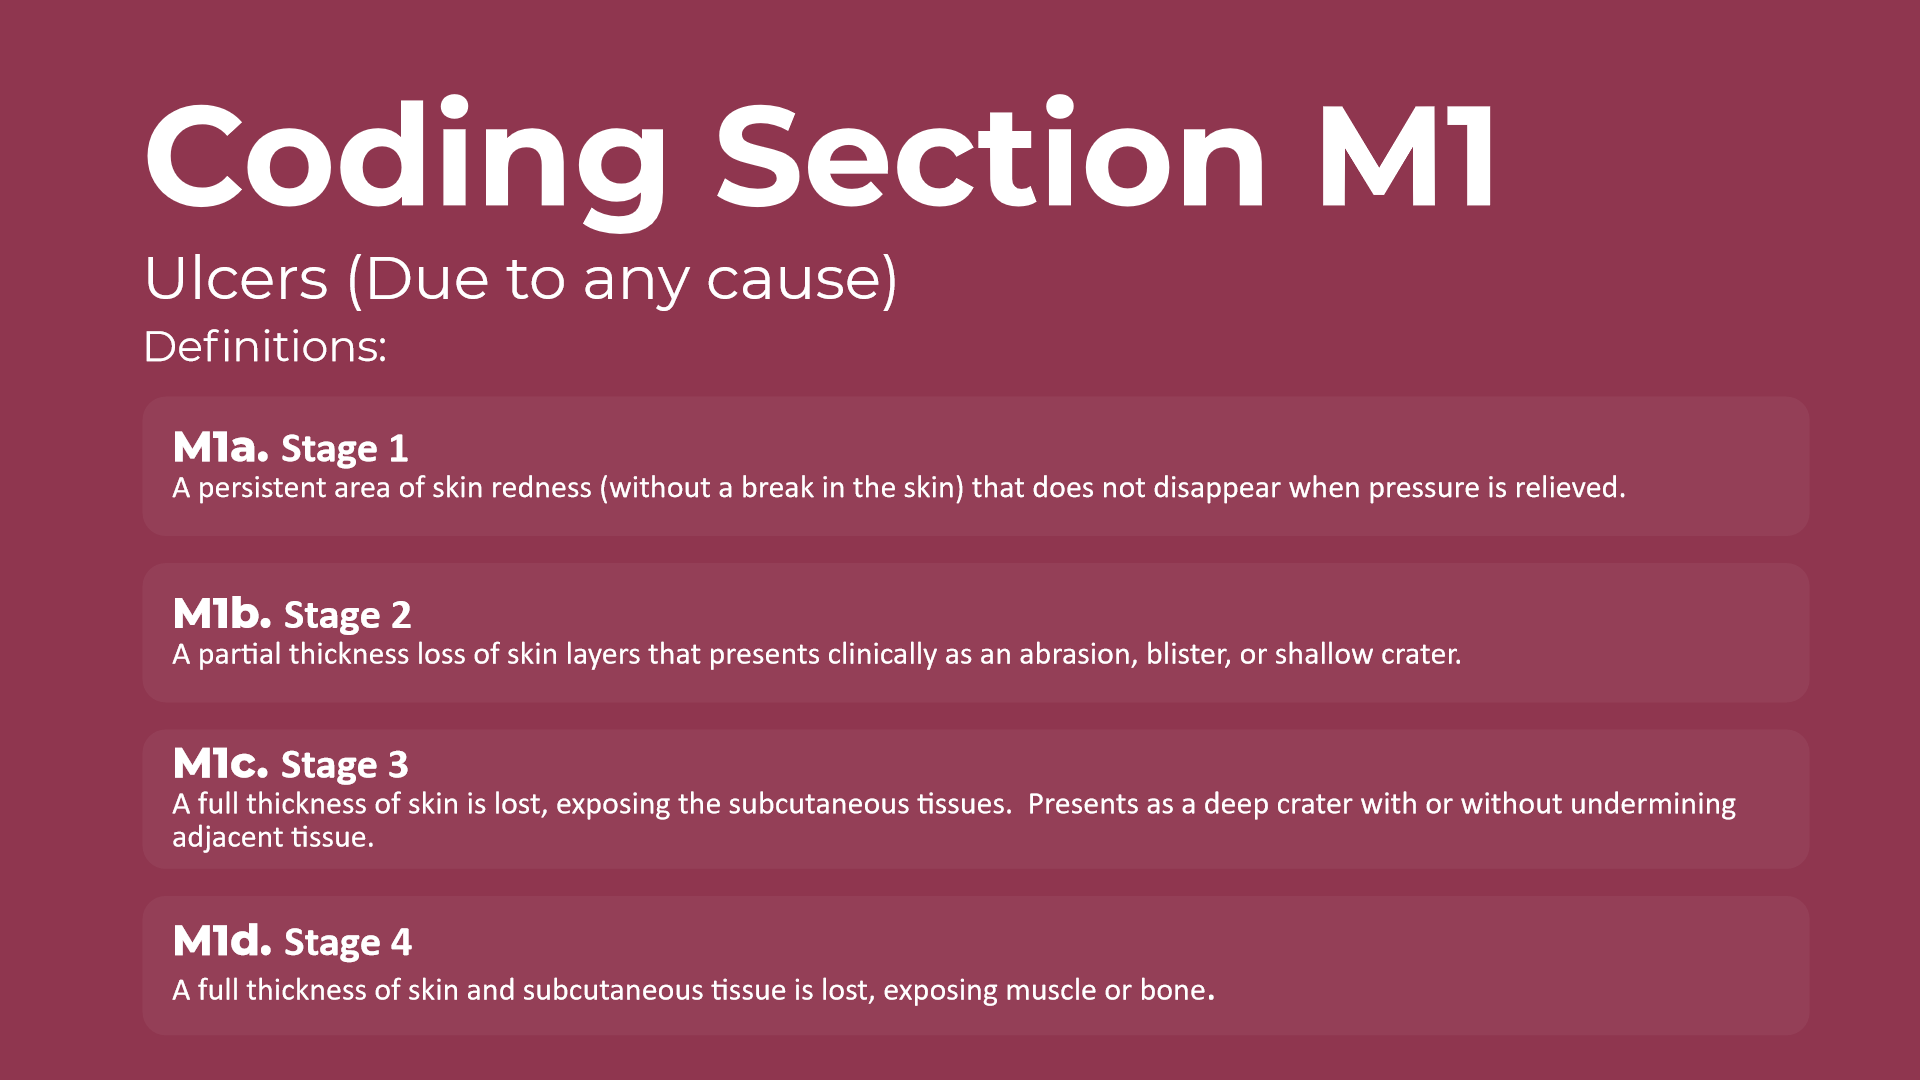 Coding Section M1
Ulcers (Due to any cause)
Definitions:
M1a. Stage 1
A persistent area of skin redness (without a break in the skin) that does not disappear when pressure is relieved.
M1b. Stage 2
A partial thickness loss of skin layers that presents clinically as an abrasion, blister, or shallow crater.
M1c. Stage 3
A full thickness of skin is lost, exposing the subcutaneous tissues.  Presents as a deep crater with or without undermining
adjacent tissue.
M1d. Stage 4
A full thickness of skin and subcutaneous tissue is lost, exposing muscle or bone.